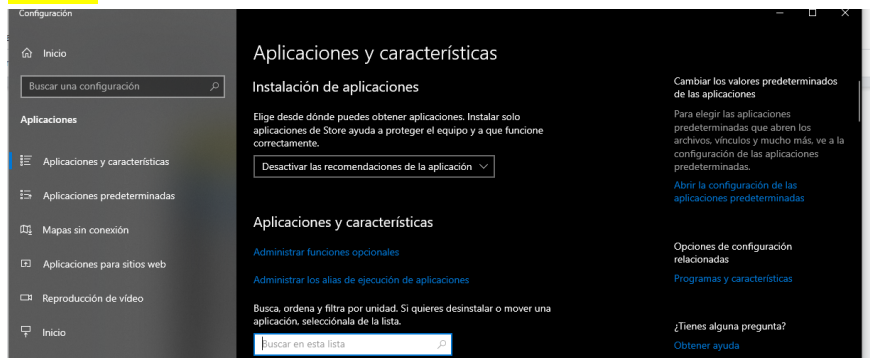 Configuración
Inicio
Buscar una configuración
Aplicaciones
Aplicaciones y características
Aplicaciones predeterminadas
Mapas sin conexión
Aplicaciones para sitios web
Reproducción de vídeo
Inicio
Aplicaciones y características
Instalación de aplicaciones
Elige desde dónde puedes obtener aplicaciones. Instalar solo
aplicaciones de Store ayuda a proteger el equipo y a que funcione
correctamente.
Desactivar las recomendaciones de la aplicación
Aplicaciones y características
Administrar funciones opcionales
Administrar los alias de ejecución de aplicaciones
Busca, ordena y filtra por unidad. Si quieres desinstalar o mover una
aplicación, selecciónala de la lista.
Buscar en esta lista
Cambiar los valores predeterminados
de las aplicaciones
Para elegir las aplicaciones
predeterminadas que abren los
archivos, vínculos y mucho más, ve a la
configuración de las aplicaciones
predeterminadas.
Abrir la configuración de las
aplicaciones predeterminadas
Opciones de configuración
relacionadas
Programas y características
¿Tienes alguna pregunta?
Obtener ayuda